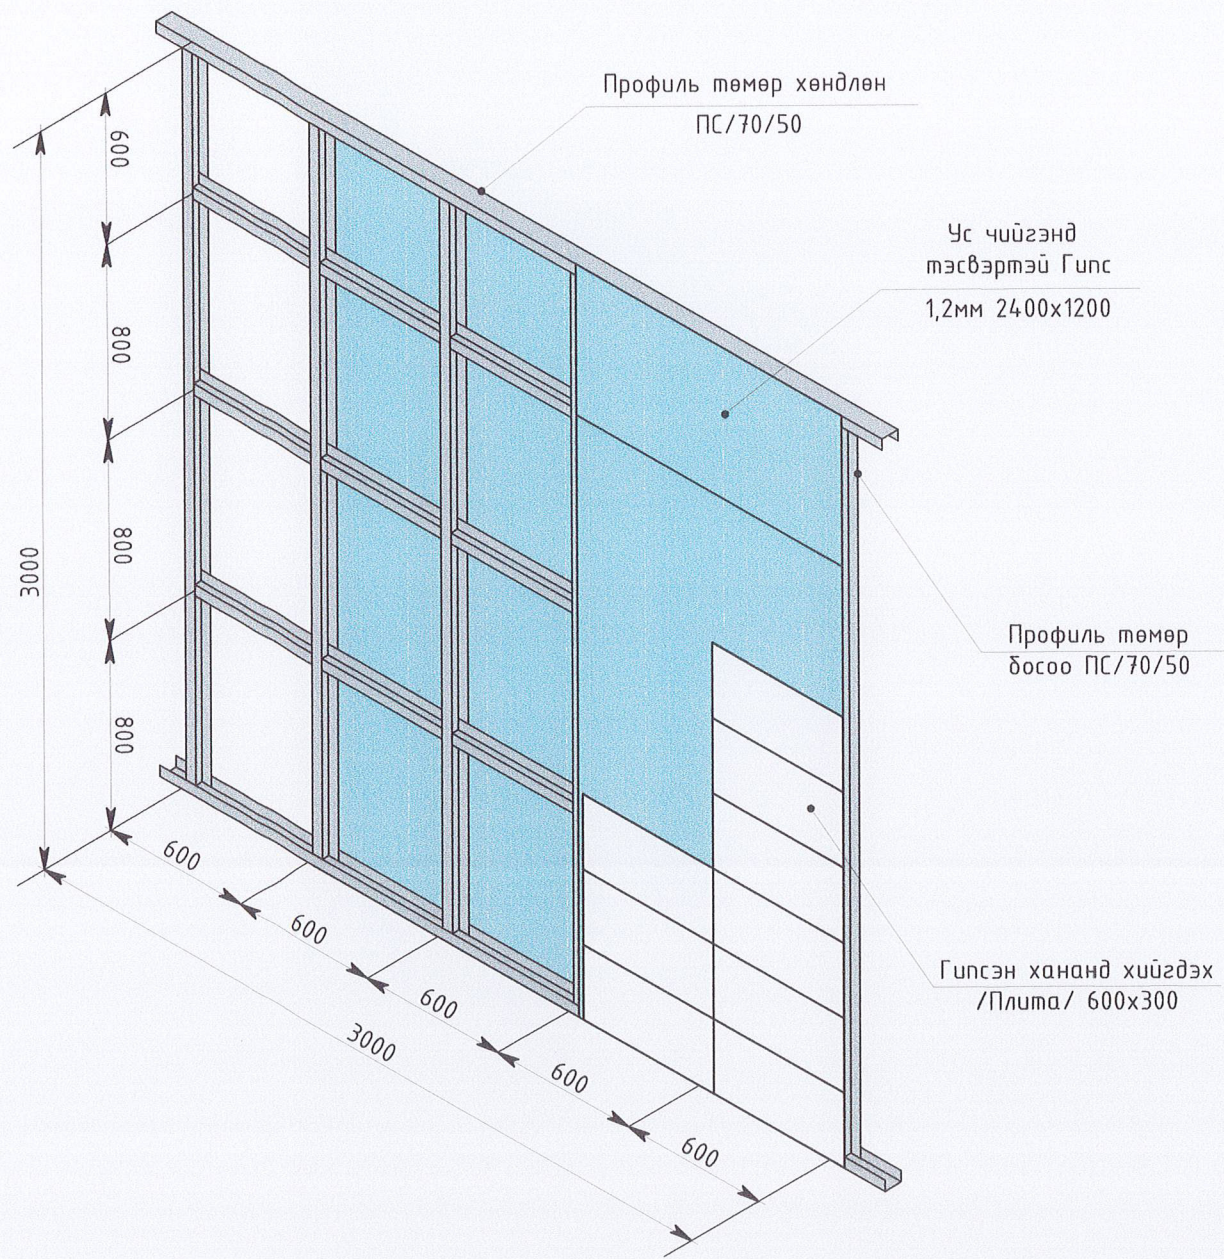 Профиль төмөр хөндлөн
ПС/70/50
Ус чийгэнд
тэсвэртэй Гипс
1,2мм 2400х1200
Профиль төмөр
босоо ПС/70/50
Гипсэн хананд хийгдэх
/Плита/ 600х300
600
800
800
800
3000
600
600
600
600
600
3000